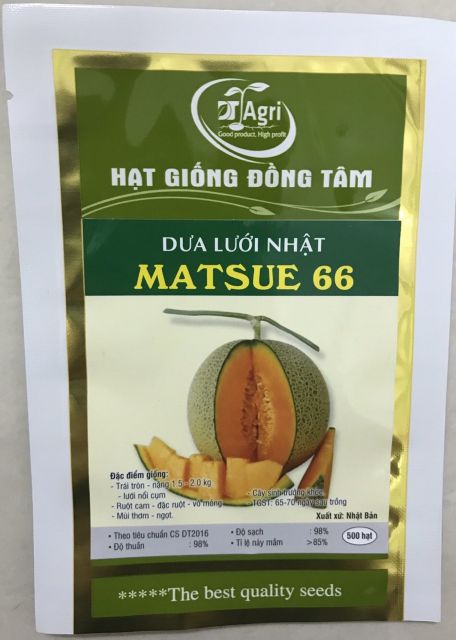 DT Agri
Good product. High profit
HẠT GIỐNG ĐỒNG TÂM
DƯA LƯỚI NHẬT
MATSUE 66
Đặc điểm giống:
- Trái tròn - nặng 1.5 - 2.0 kg
- lưới nổi cụm
- Ruột cam - đặc ruột - vỏ mỏng
- Mùi thơm - ngọt.
- Cây sinh trưởng khỏe.
- TGST: 65-70 ngày sau trồng
Xuất xứ: Nhật Bản
• Theo tiêu chuẩn CS DT2016 • Độ sạch : 98%
• Độ thuần : 98% • Tỉ lệ nảy mầm >85%
500 hạt
*****The best quality seeds